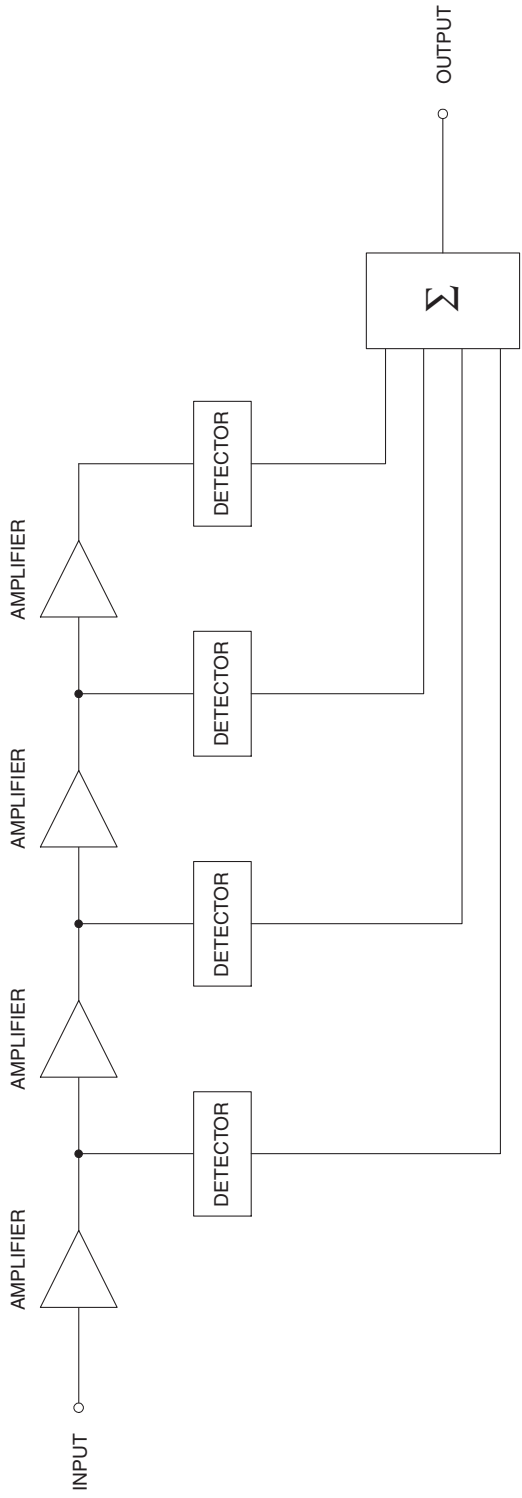 INPUT
AMPLIFIER
AMPLIFIER
AMPLIFIER
AMPLIFIER
DETECTOR
DETECTOR
DETECTOR
DETECTOR
Σ
OUTPUT